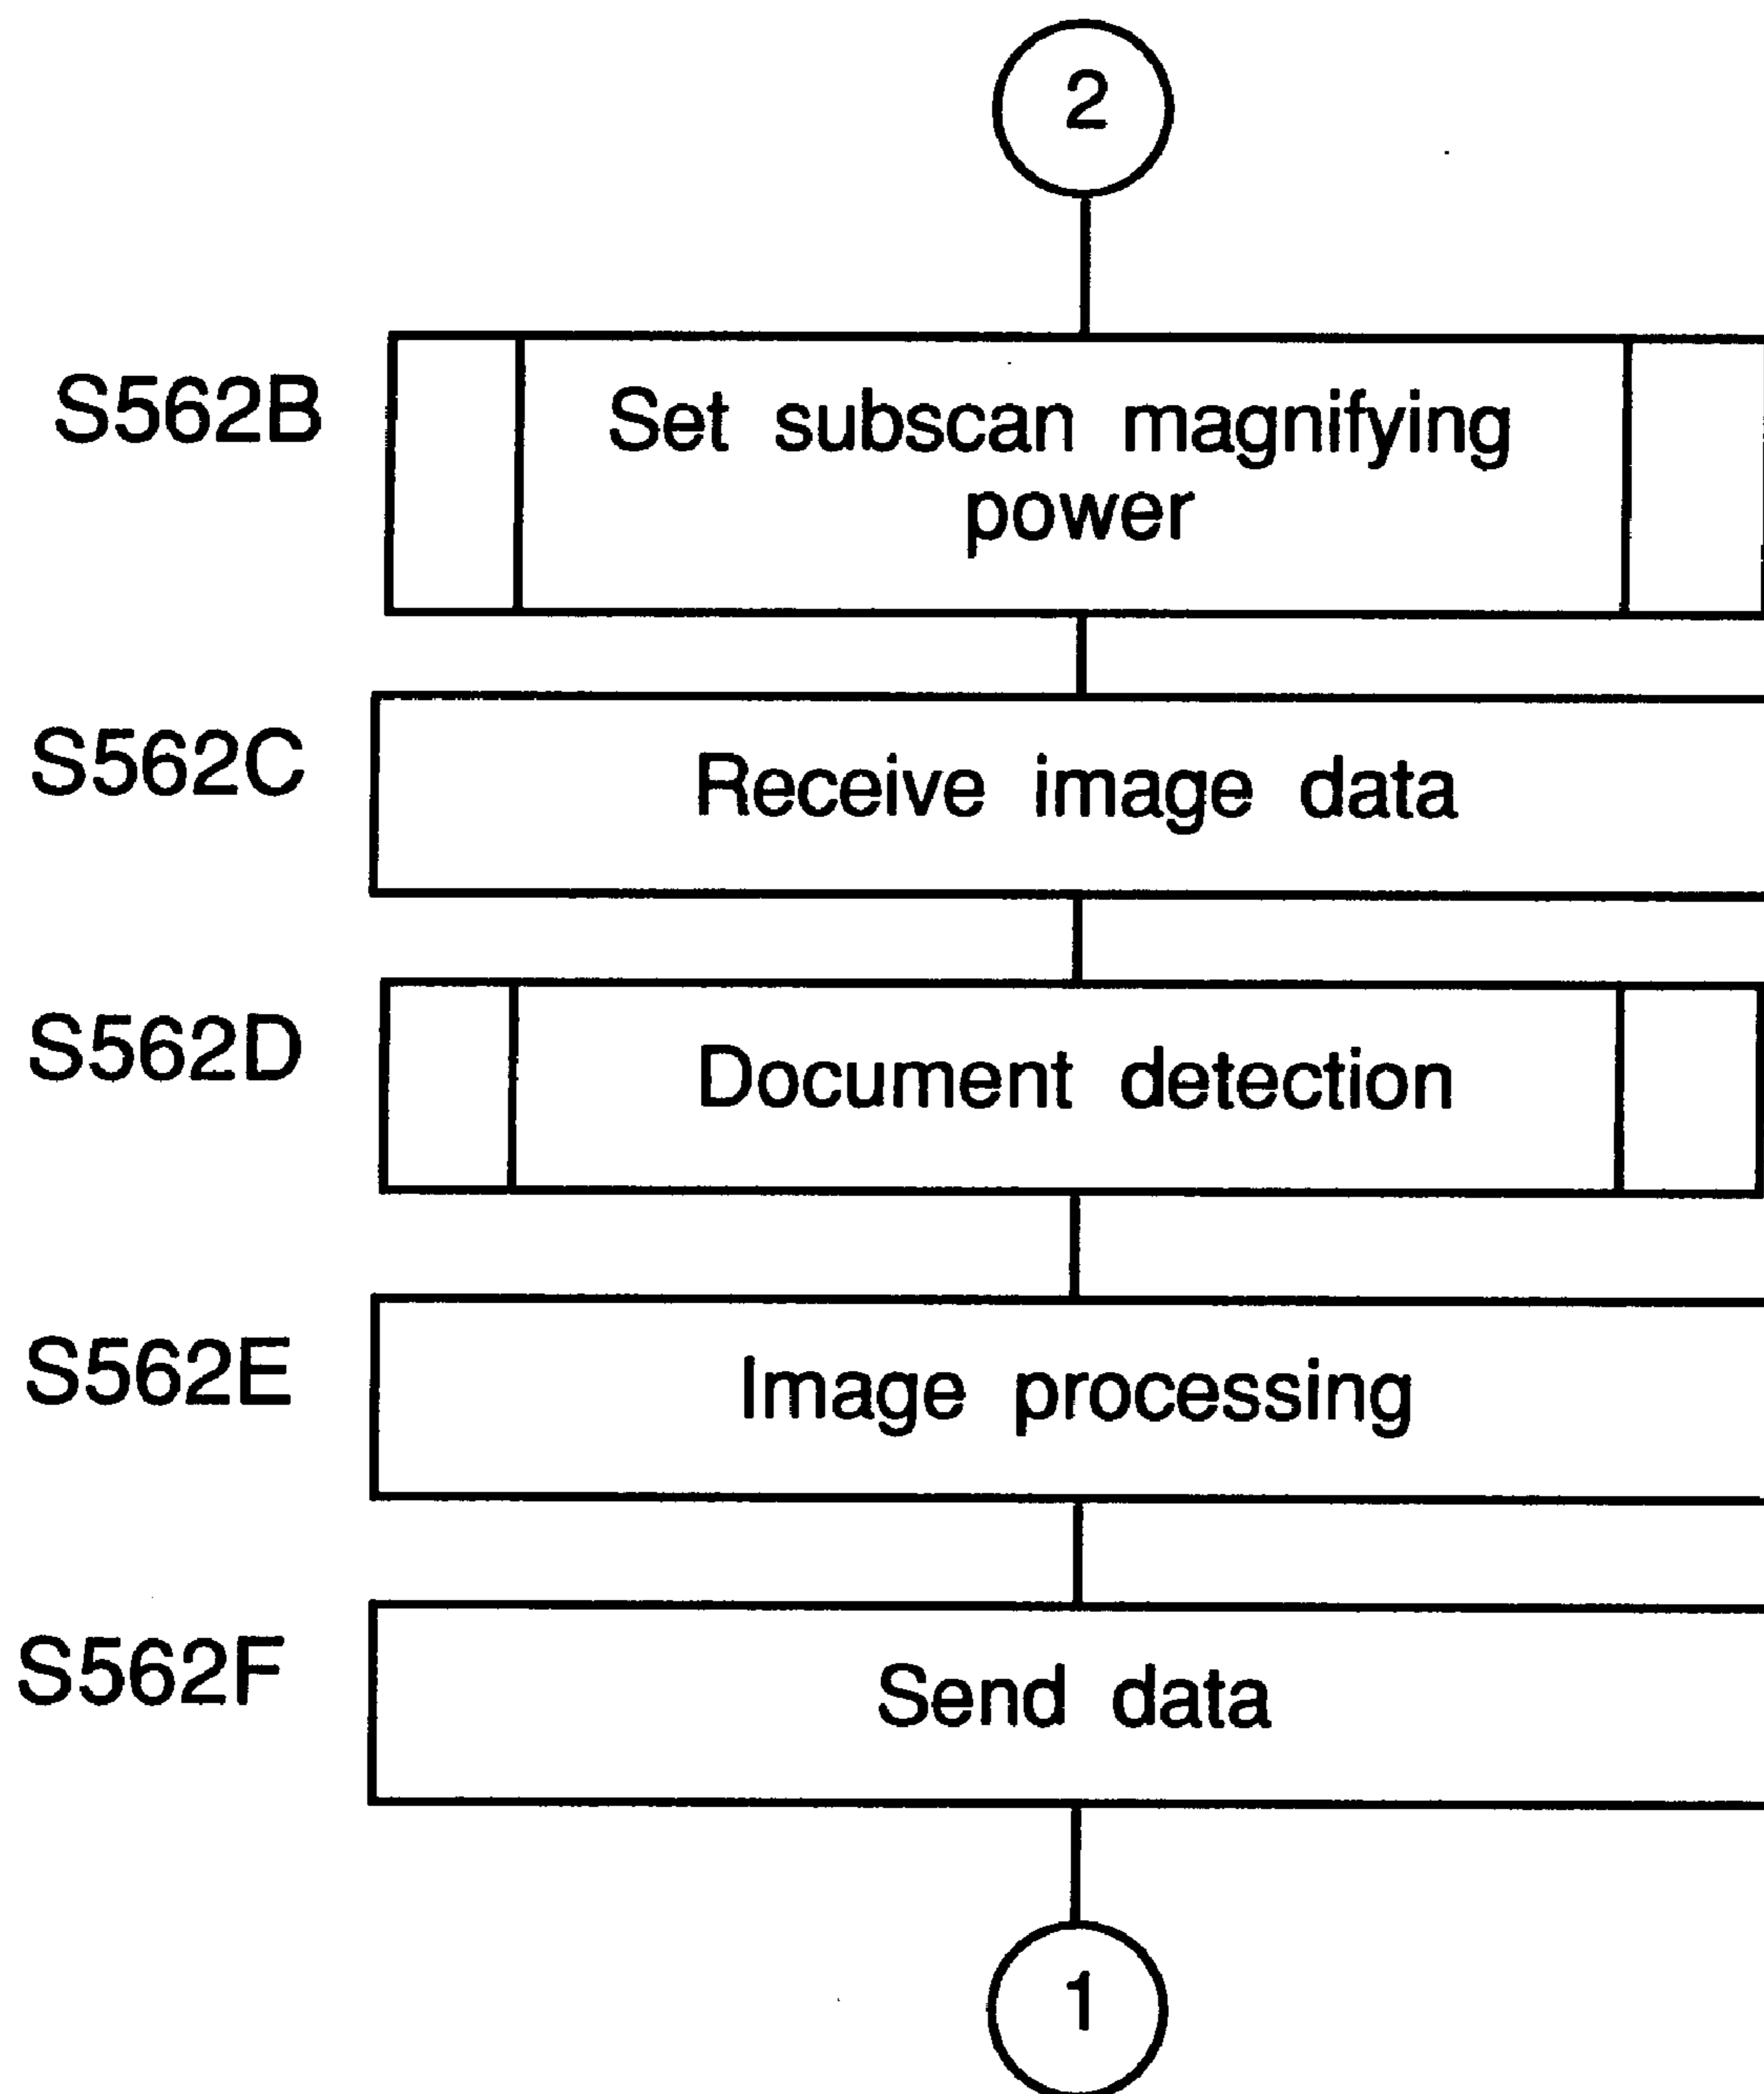 2
S562B
Set subscan magnifying
power
S562C
Receive image data
S562D
Document detection
S562E
Image processing
S562F
Send data
1